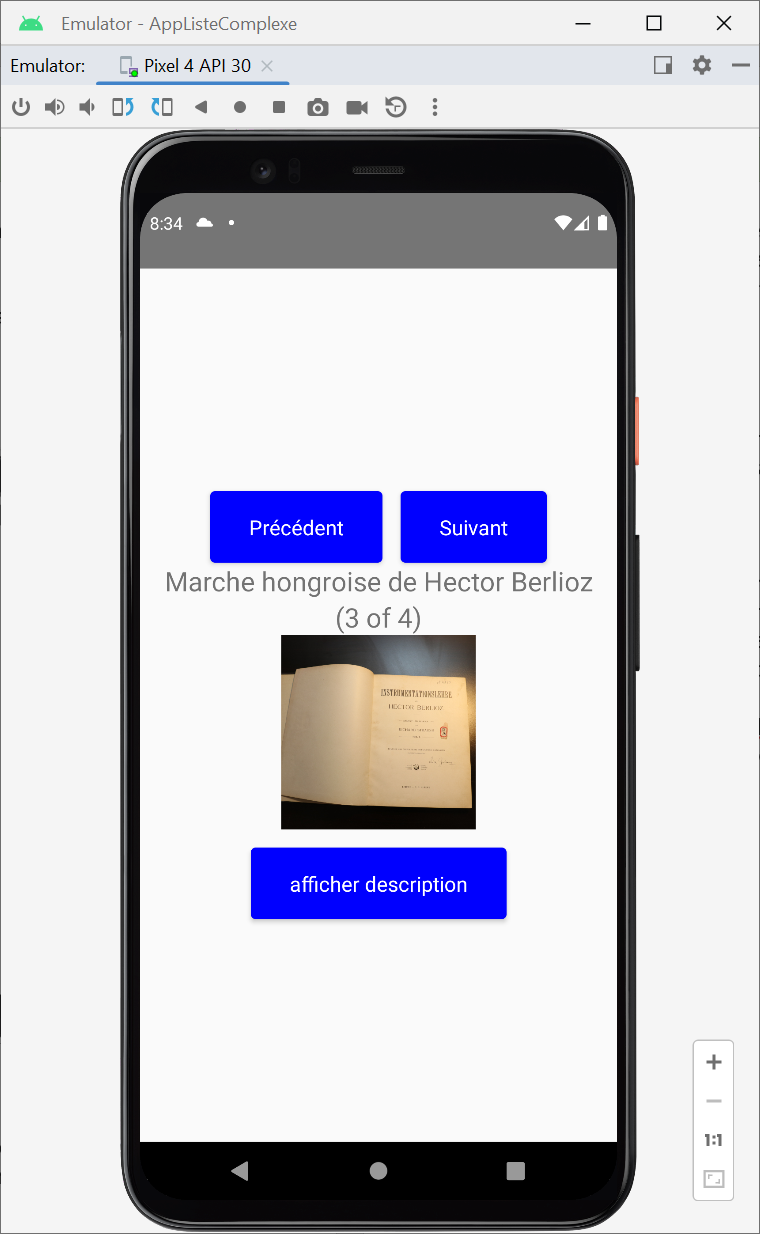 Emulator - AppListeComplexe
Emulator: Pixel 4 API 30
8:34
Précédent Suivant
Marche hongroise de Hector Berlioz
(3 of 4)
INSTRUMENTATIONSLEHRE
HECTOR BERLIOZ
afficher description
1:1